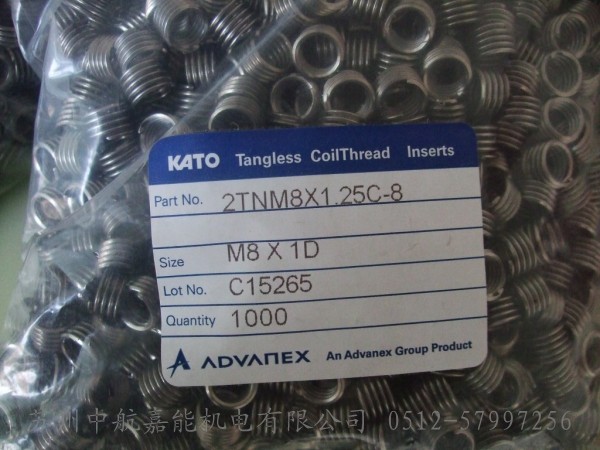 KATO Tangless CoilThread Inserts
Part No. 2TNM8X1.25C-8
Size M8 X 1D
Lot No. C15265
Quantity 1000
ADVANEX An Advanex Group Product
苏州中航嘉能机电有限公司 0512-57997256